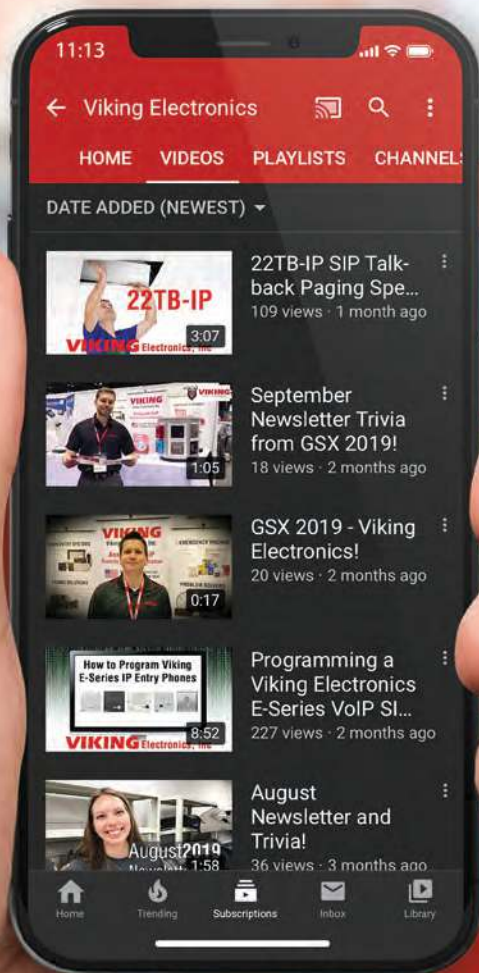 11:13
Viking Electronics
HOME VIDEOS PLAYLISTS CHANNELS
DATE ADDED (NEWEST)
22TB-IP
3:07
VIKING Electronics, Inc
22TB-IP SIP Talk-
back Paging Spe...
109 views · 1 month ago
VIKING
VIKING
1:05
September
Newsletter Trivia
from GSX 2019!
18 views · 2 months ago
VIKING
0:17
GSX 2019 - Viking
Electronics!
20 views · 2 months ago
How to Program Viking
E-Series IP Entry Phones
8:52
VIKING Electronics, Inc
Programming a
Viking Electronics
E-Series VoIP SI...
227 views · 2 months ago
August2019
1:58
August
Newsletter and
Trivia!
36 views · 3 months ago
Home Trending Subscriptions Inbox Library